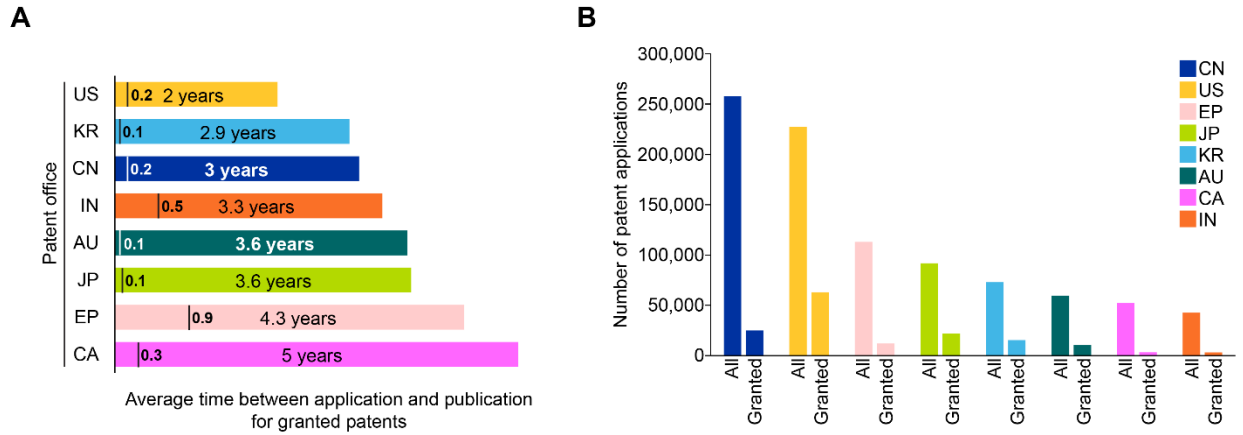 A
Patent office
US
0.2 2 years
KR
0.1 2.9 years
CN
0.2 3 years
IN
0.5 3.3 years
AU
0.1 3.6 years
JP
0.1 3.6 years
EP
0.9 4.3 years
CA
0.3 5 years
Average time between application and publication
for granted patents
B
Number of patent applications
300,000
250,000
200,000
150,000
100,000
50,000
0
All
Granted
All
Granted
All
Granted
All
Granted
All
Granted
All
Granted
All
Granted
All
Granted
CN
US
EP
JP
KR
AU
CA
IN